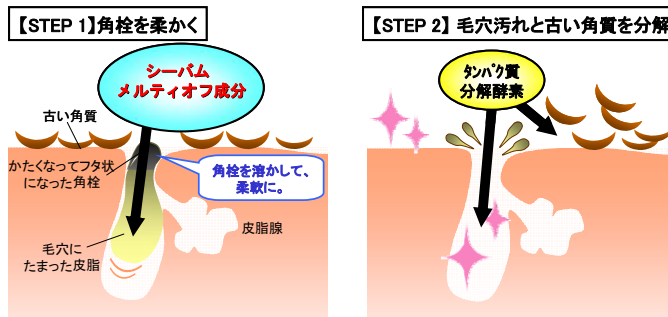 【STEP 1】角栓を柔かく
シーバム
メルティオフ成分
古い角質
かたくなってフタ状
になった角栓
角栓を溶かして、
柔軟に。
皮脂腺
毛穴に
たまった皮脂
【STEP 2】 毛穴汚れと古い角質を分解
タンパク質
分解酵素